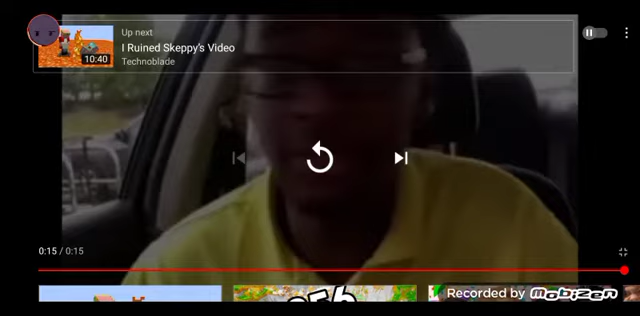 Up next
I Ruined Skeppy's Video
10:40
Technoblade
0:15 / 0:15
Recorded by Mobizen